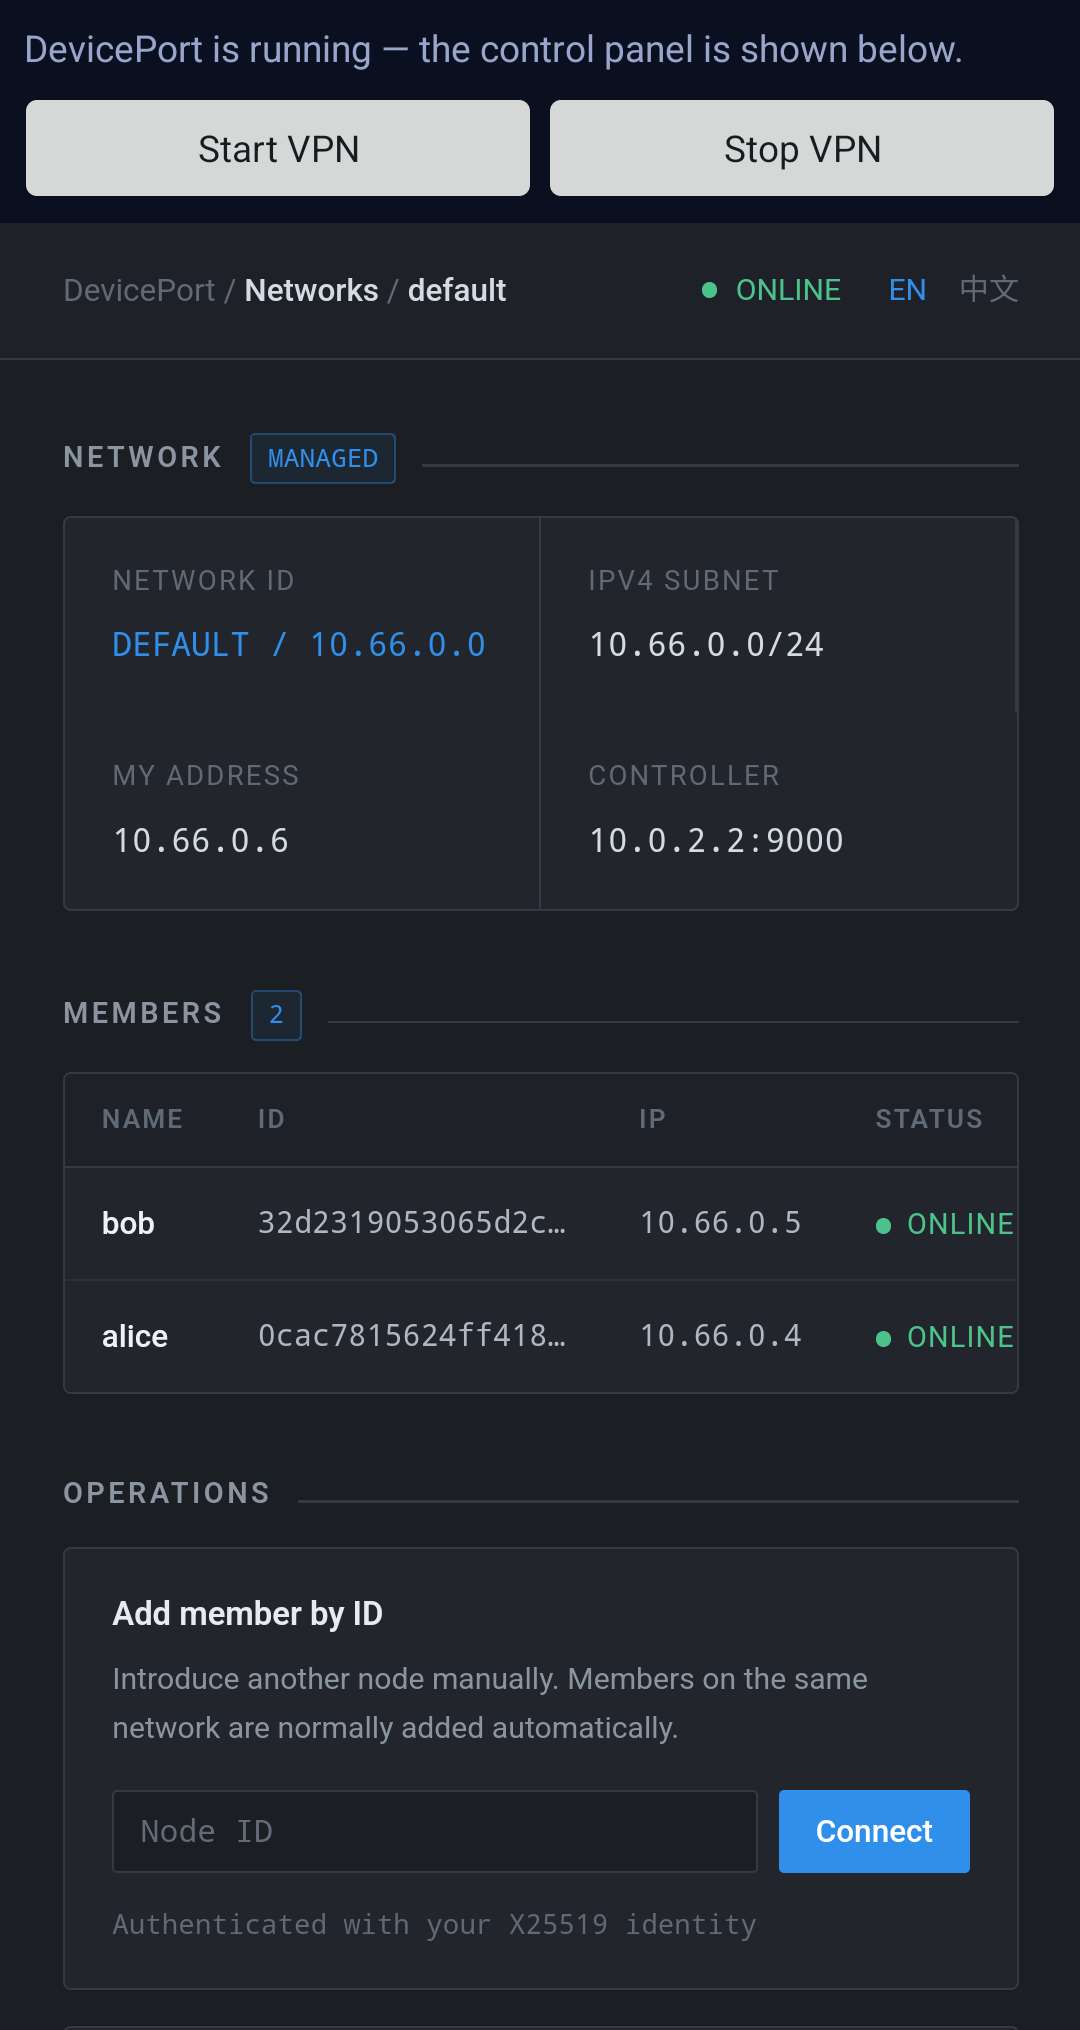 DevicePort is running — the control panel is shown below.
Start VPN
Stop VPN
DevicePort / Networks / default
ONLINE
EN
中文
NETWORK
MANAGED
NETWORK ID
IPV4 SUBNET
DEFAULT / 10.66.0.0
10.66.0.0/24
MY ADDRESS
CONTROLLER
10.66.0.6
10.0.2.2:9000
MEMBERS
2
NAME ID IP STATUS
bob 32d2319053065d2c… 10.66.0.5 ONLINE
alice 0cac7815624ff418… 10.66.0.4 ONLINE
OPERATIONS
Add member by ID
Introduce another node manually. Members on the same
network are normally added automatically.
Node ID
Connect
Authenticated with your X25519 identity